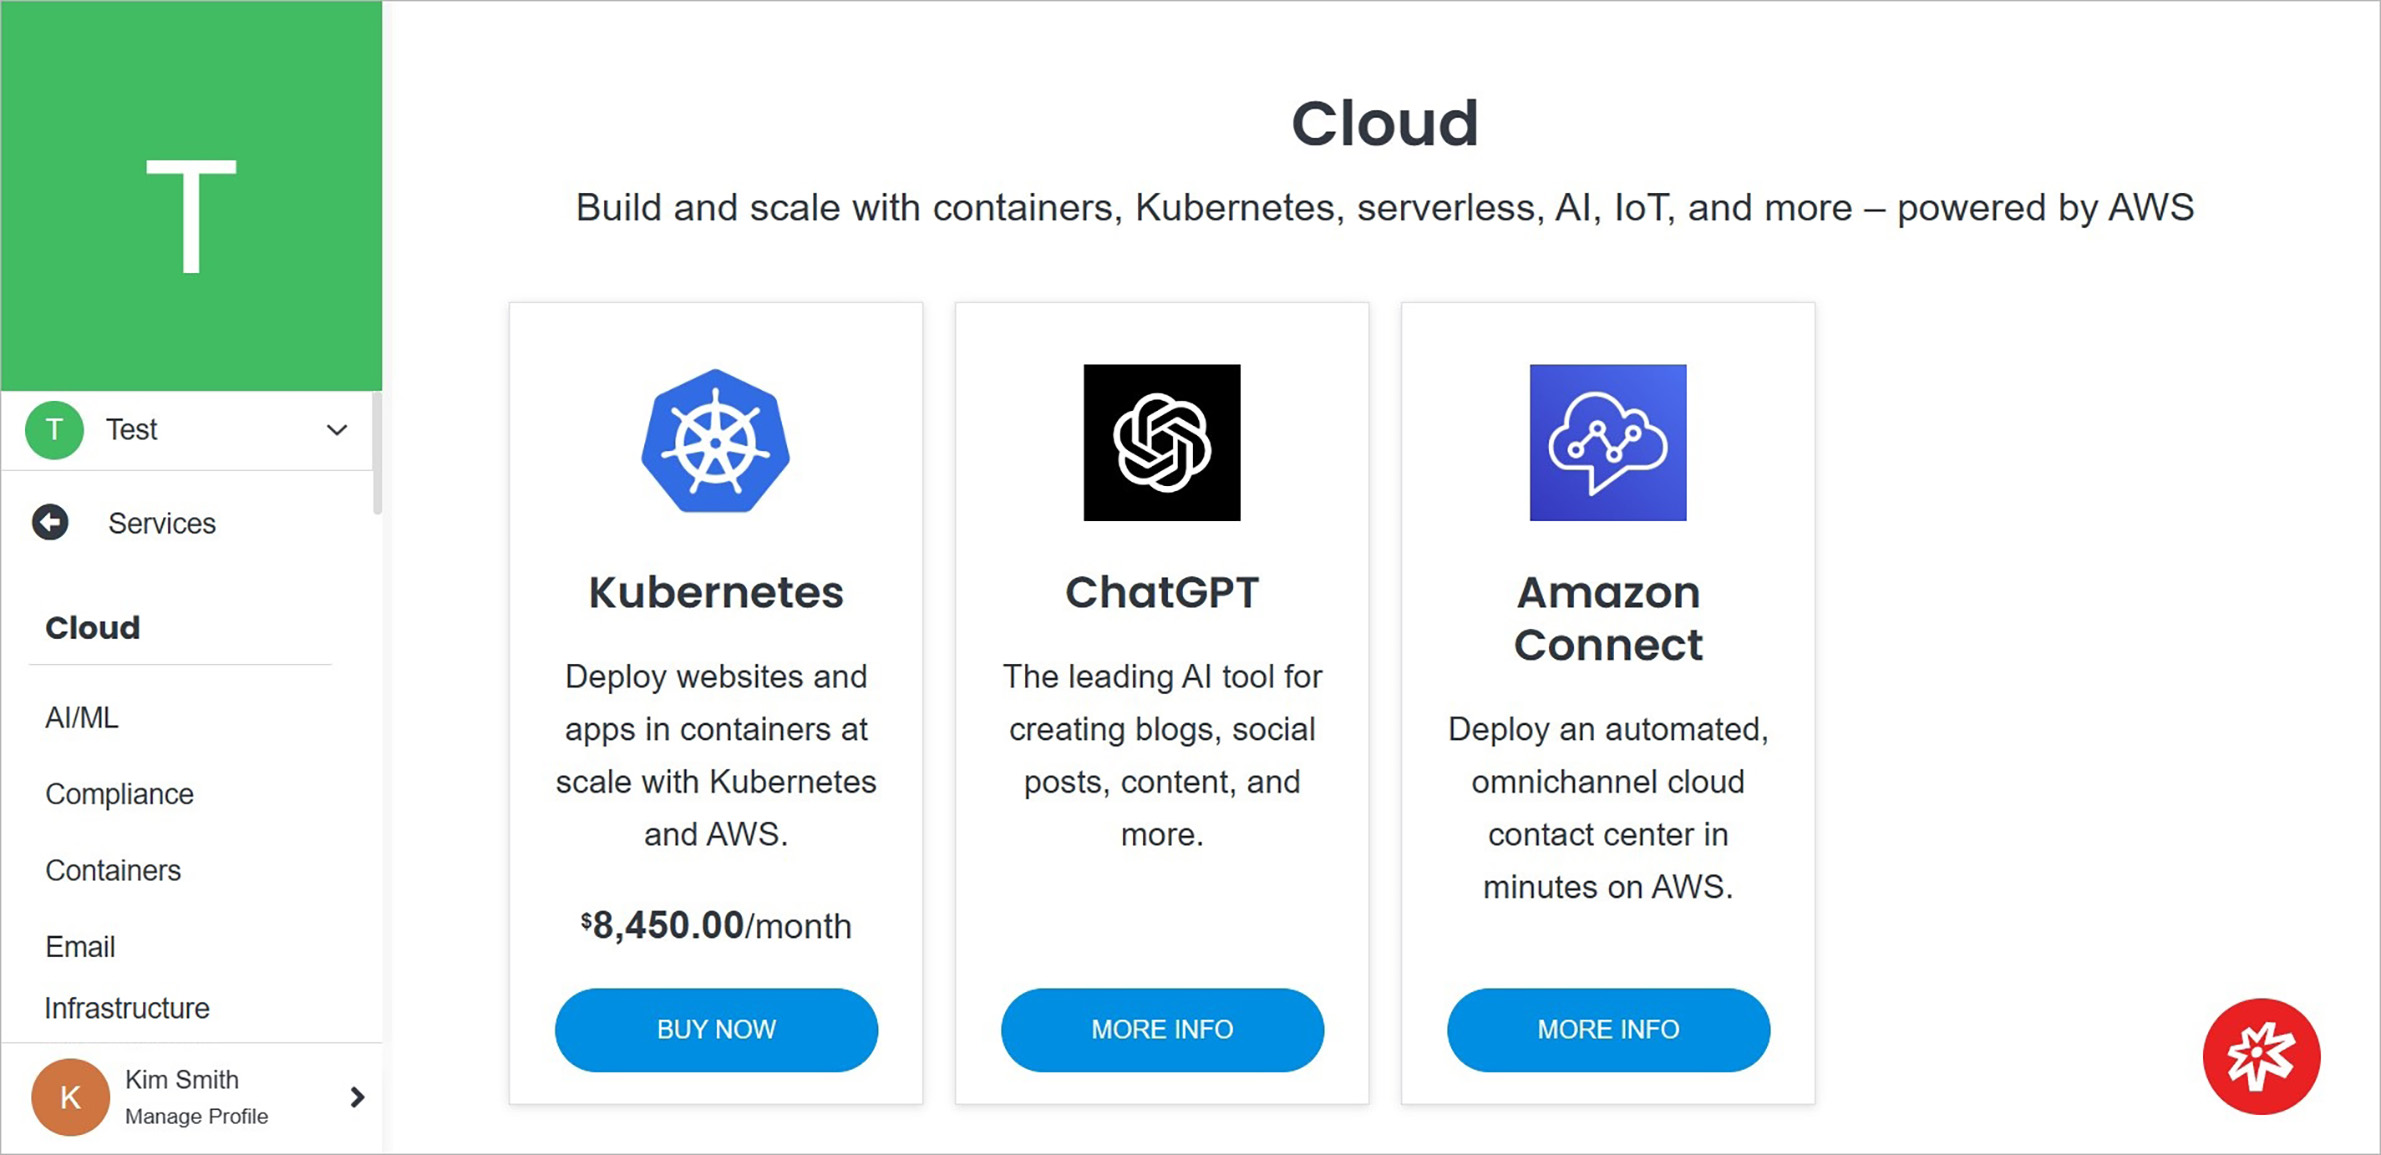 T
T Test
Services
Cloud
AI/ML
Compliance
Containers
Email
Infrastructure
K
Kim Smith
Manage Profile
Cloud
Build and scale with containers, Kubernetes, serverless, AI, IoT, and more – powered by AWS
Kubernetes
Deploy websites and
apps in containers at
scale with Kubernetes
and AWS.
$8,450.00/month
BUY NOW
ChatGPT
The leading AI tool for
creating blogs, social
posts, content, and
more.
MORE INFO
Amazon
Connect
Deploy an automated,
omnichannel cloud
contact center in
minutes on AWS.
MORE INFO